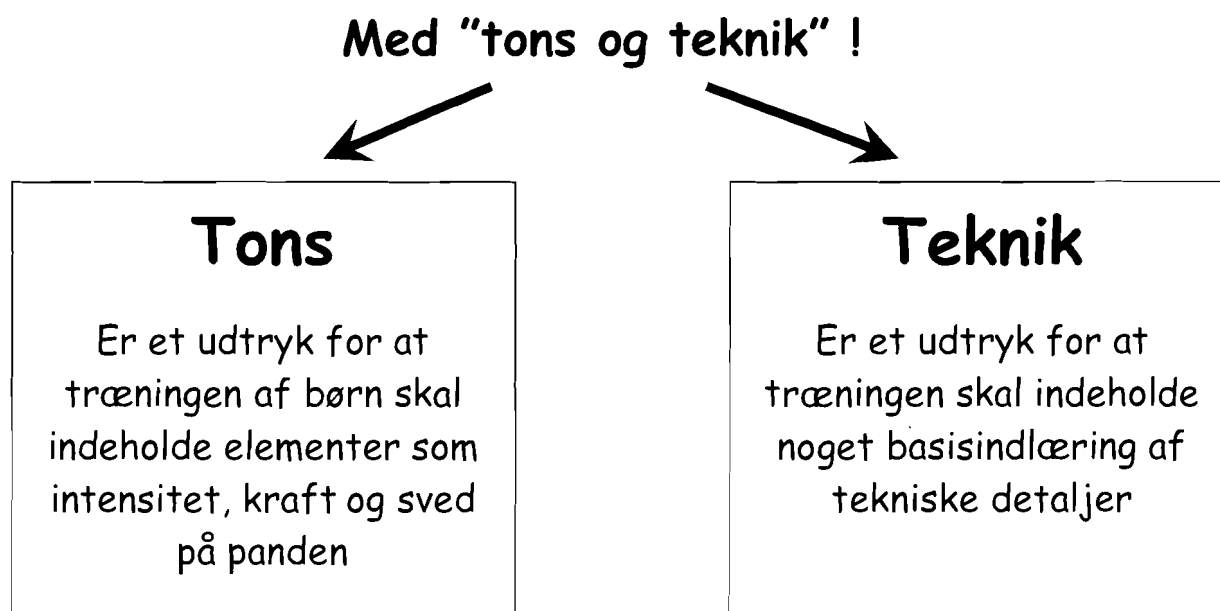 Med "tons og teknik" !
Tons
Er et udtryk for at
træningen af børn skal
indeholde elementer som
intensitet, kraft og sved
på panden
Teknik
Er et udtryk for at
træningen skal indeholde
noget basisindlæring af
tekniske detaljer